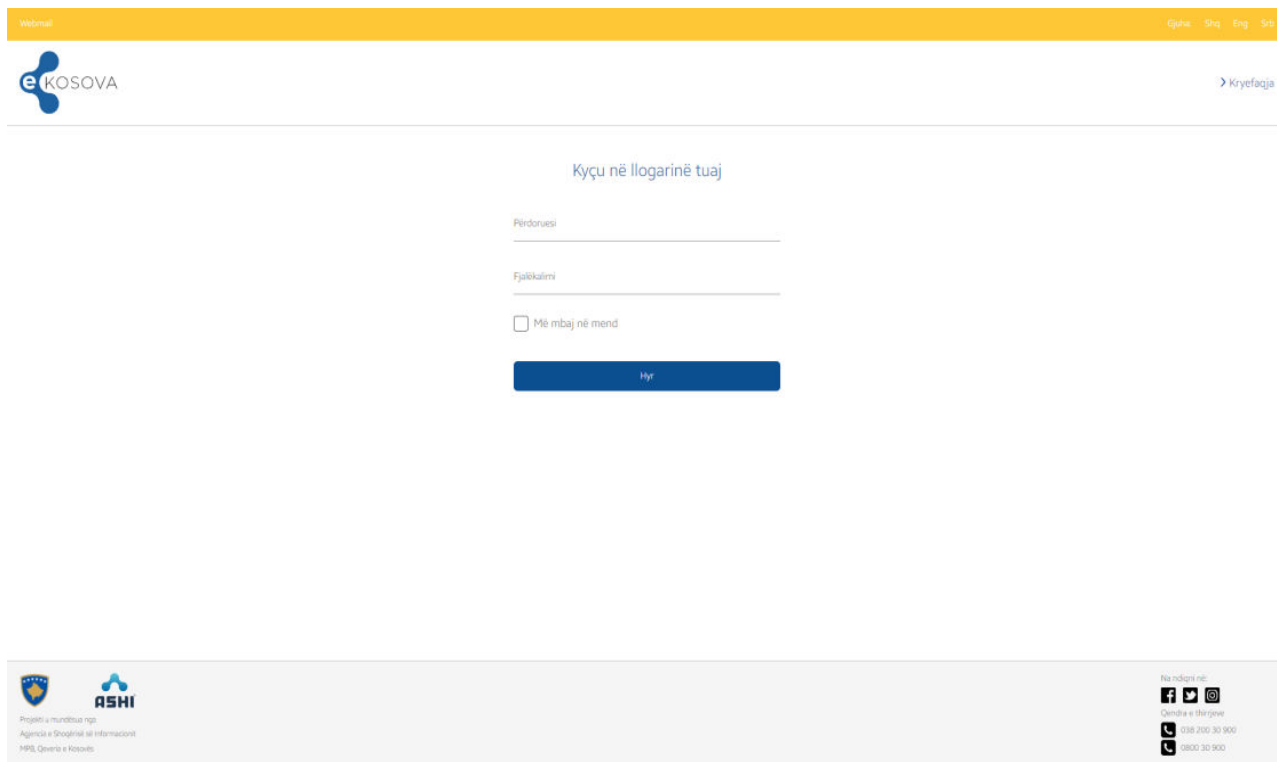 Webmail
Gjuha Shq Eng Srb
e KOSOVA
Kryefaqja
Kyçu në llogarinë tuaj
Përdoruesi
Fjalëkalimi
Më mbaj në mend
Hyr
ASHI
Projekti u mundësua nga
Agjencia e Shoqërisë së Informacionit
MPB, Qeveria e Kosovës
Na ndiqni në:
Qendra e thirrjeve
038 200 30 900
0800 30 900